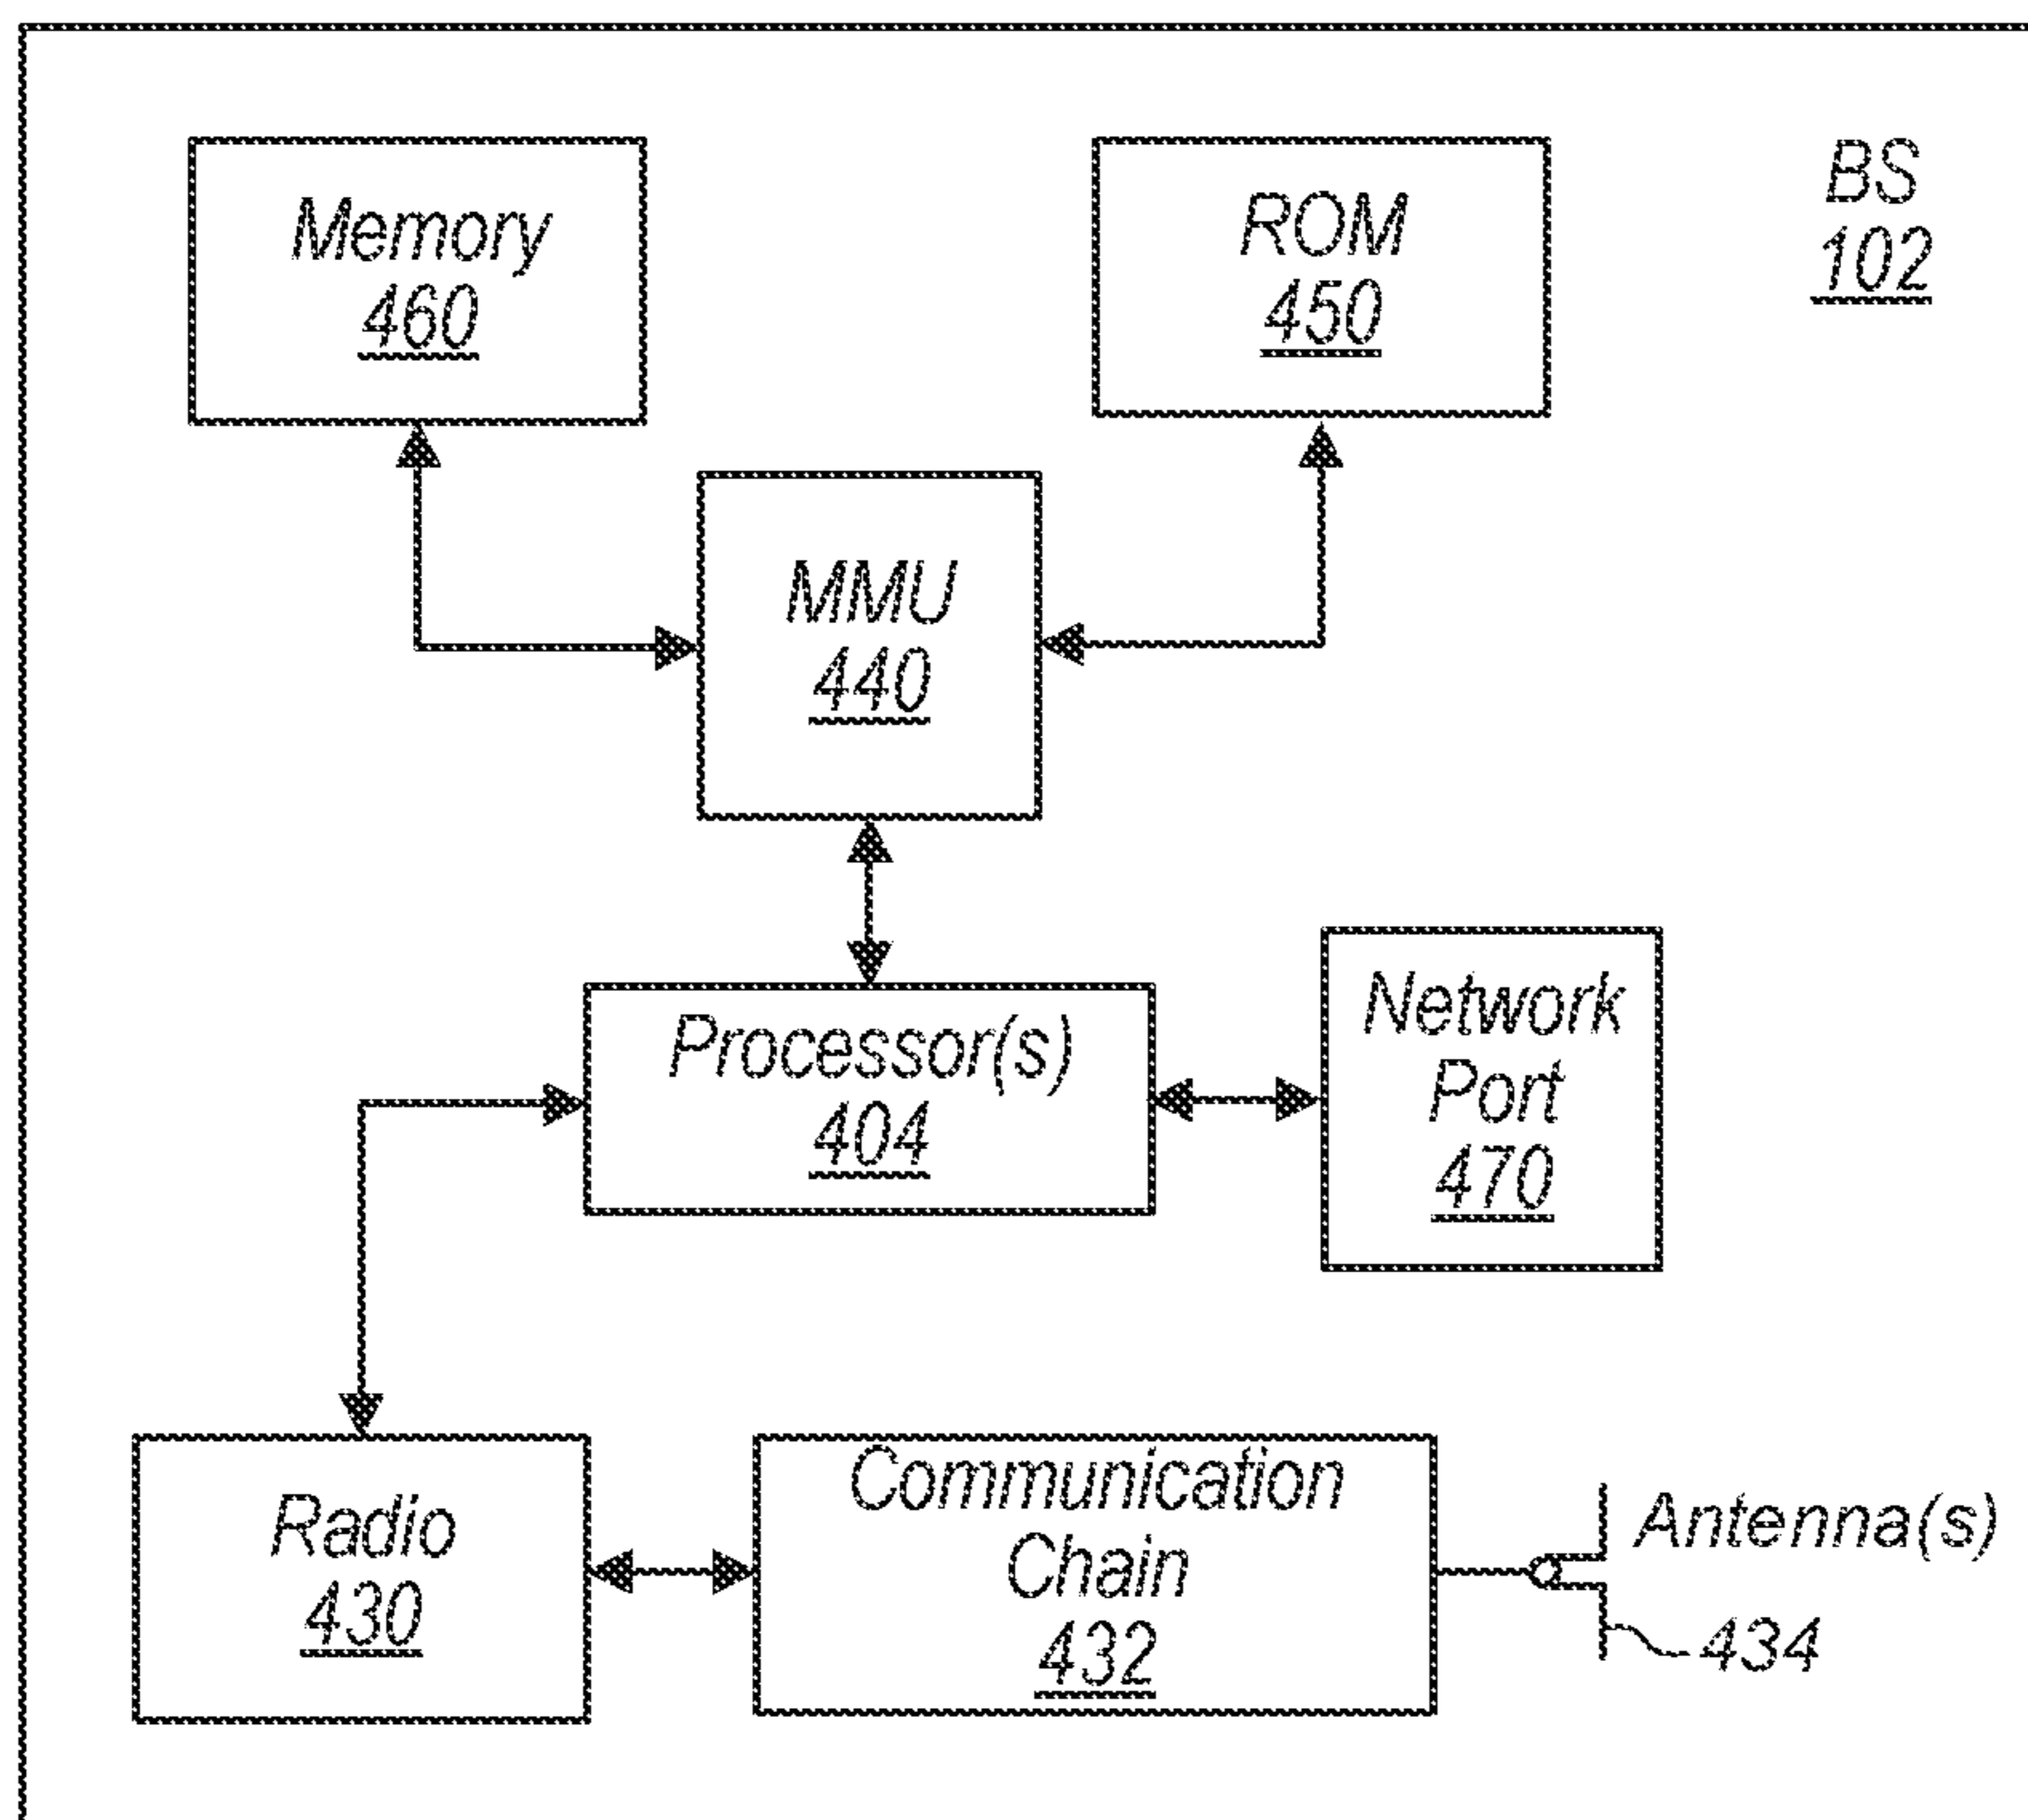 BS
102
Memory
460
ROM
450
MMU
440
Processor(s)
404
Network
Port
470
Radio
430
Communication
Chain
432
Antenna(s)
434